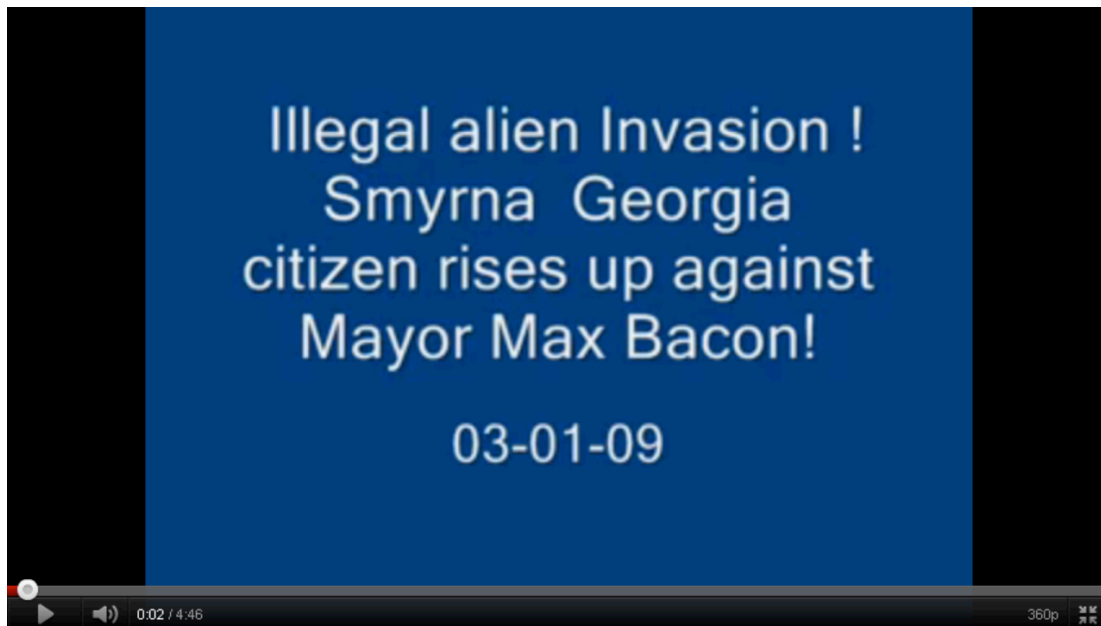 Illegal alien Invasion !
Smyrna Georgia
citizen rises up against
Mayor Max Bacon!
03-01-09
0:02 / 4:46
360p